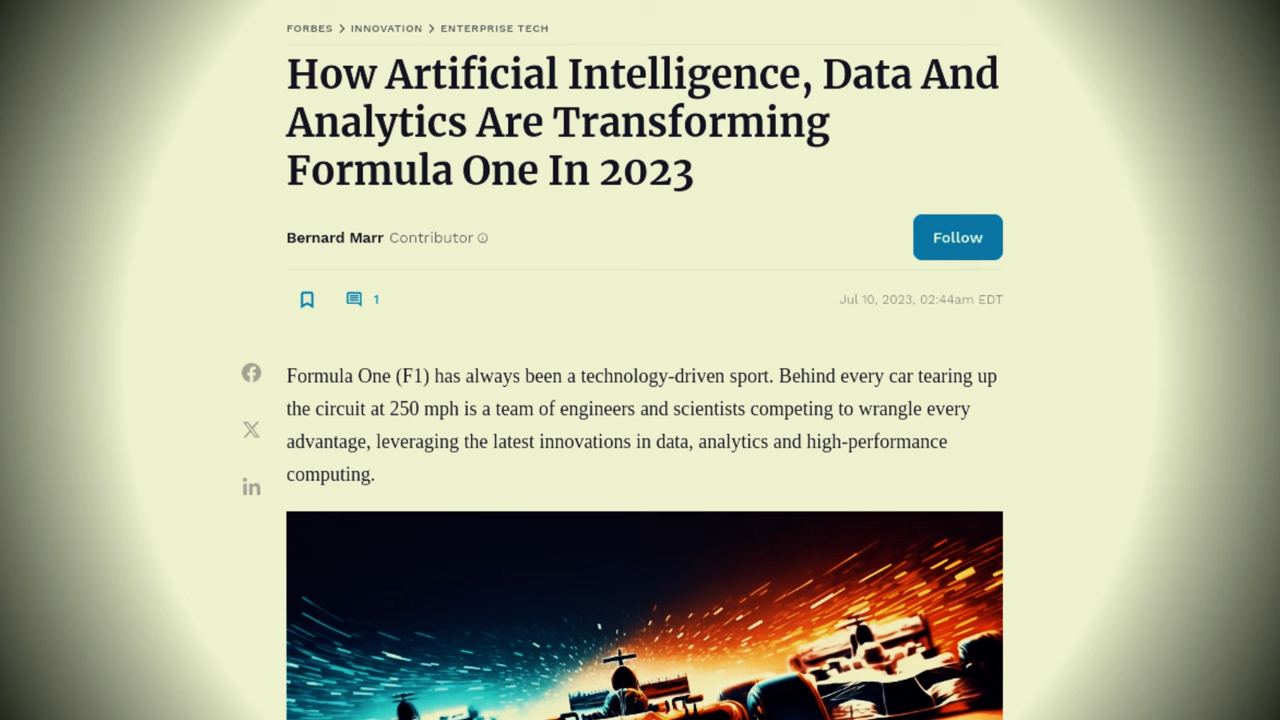 FORBES > INNOVATION > ENTERPRISE TECH
How Artificial Intelligence, Data And
Analytics Are Transforming
Formula One In 2023
Bernard Marr Contributor
Follow
1
Jul 10, 2023, 02:44am EDT
Formula One (F1) has always been a technology-driven sport. Behind every car tearing up
the circuit at 250 mph is a team of engineers and scientists competing to wrangle every
advantage, leveraging the latest innovations in data, analytics and high-performance
computing.